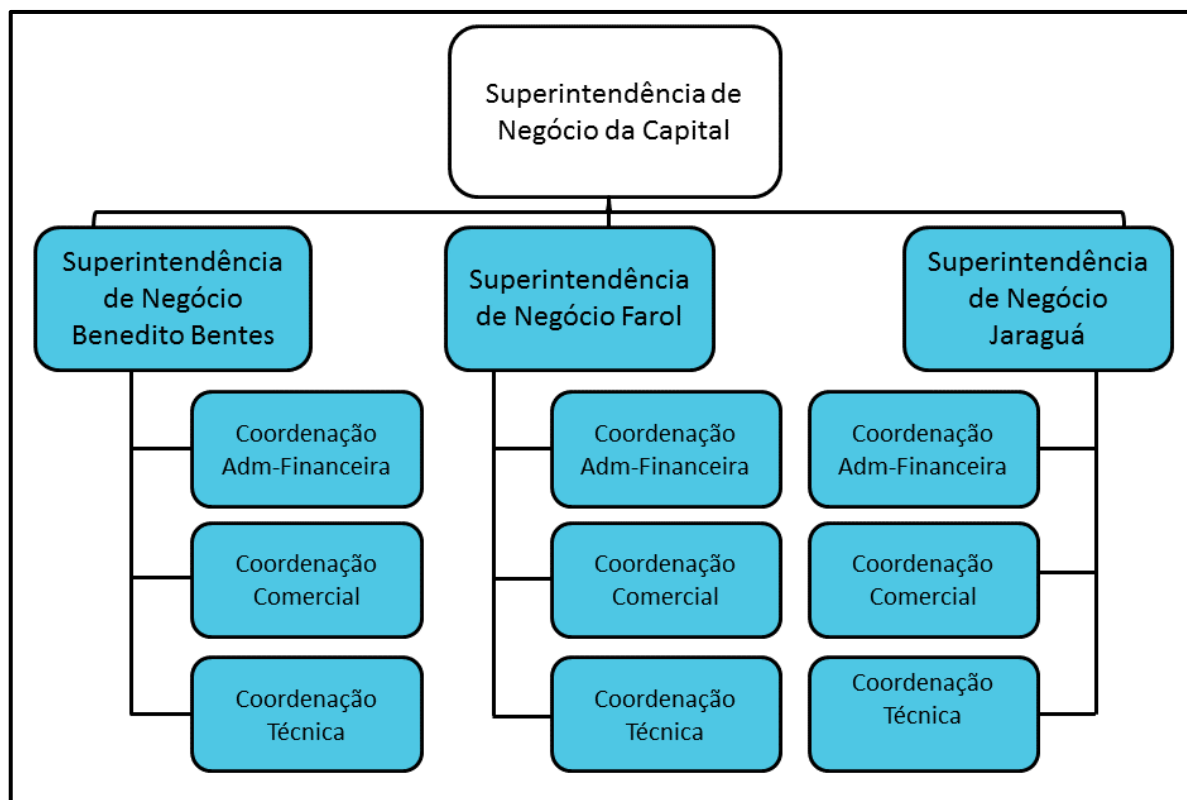 Superintendência de
Negócio da Capital
Superintendência
de Negócio
Benedito Bentes
Superintendência
de Negócio Farol
Superintendência
de Negócio
Jaraguá
Coordenação
Adm-Financeira
Coordenação
Adm-Financeira
Coordenação
Adm-Financeira
Coordenação
Comercial
Coordenação
Comercial
Coordenação
Comercial
Coordenação
Técnica
Coordenação
Técnica
Coordenação
Técnica